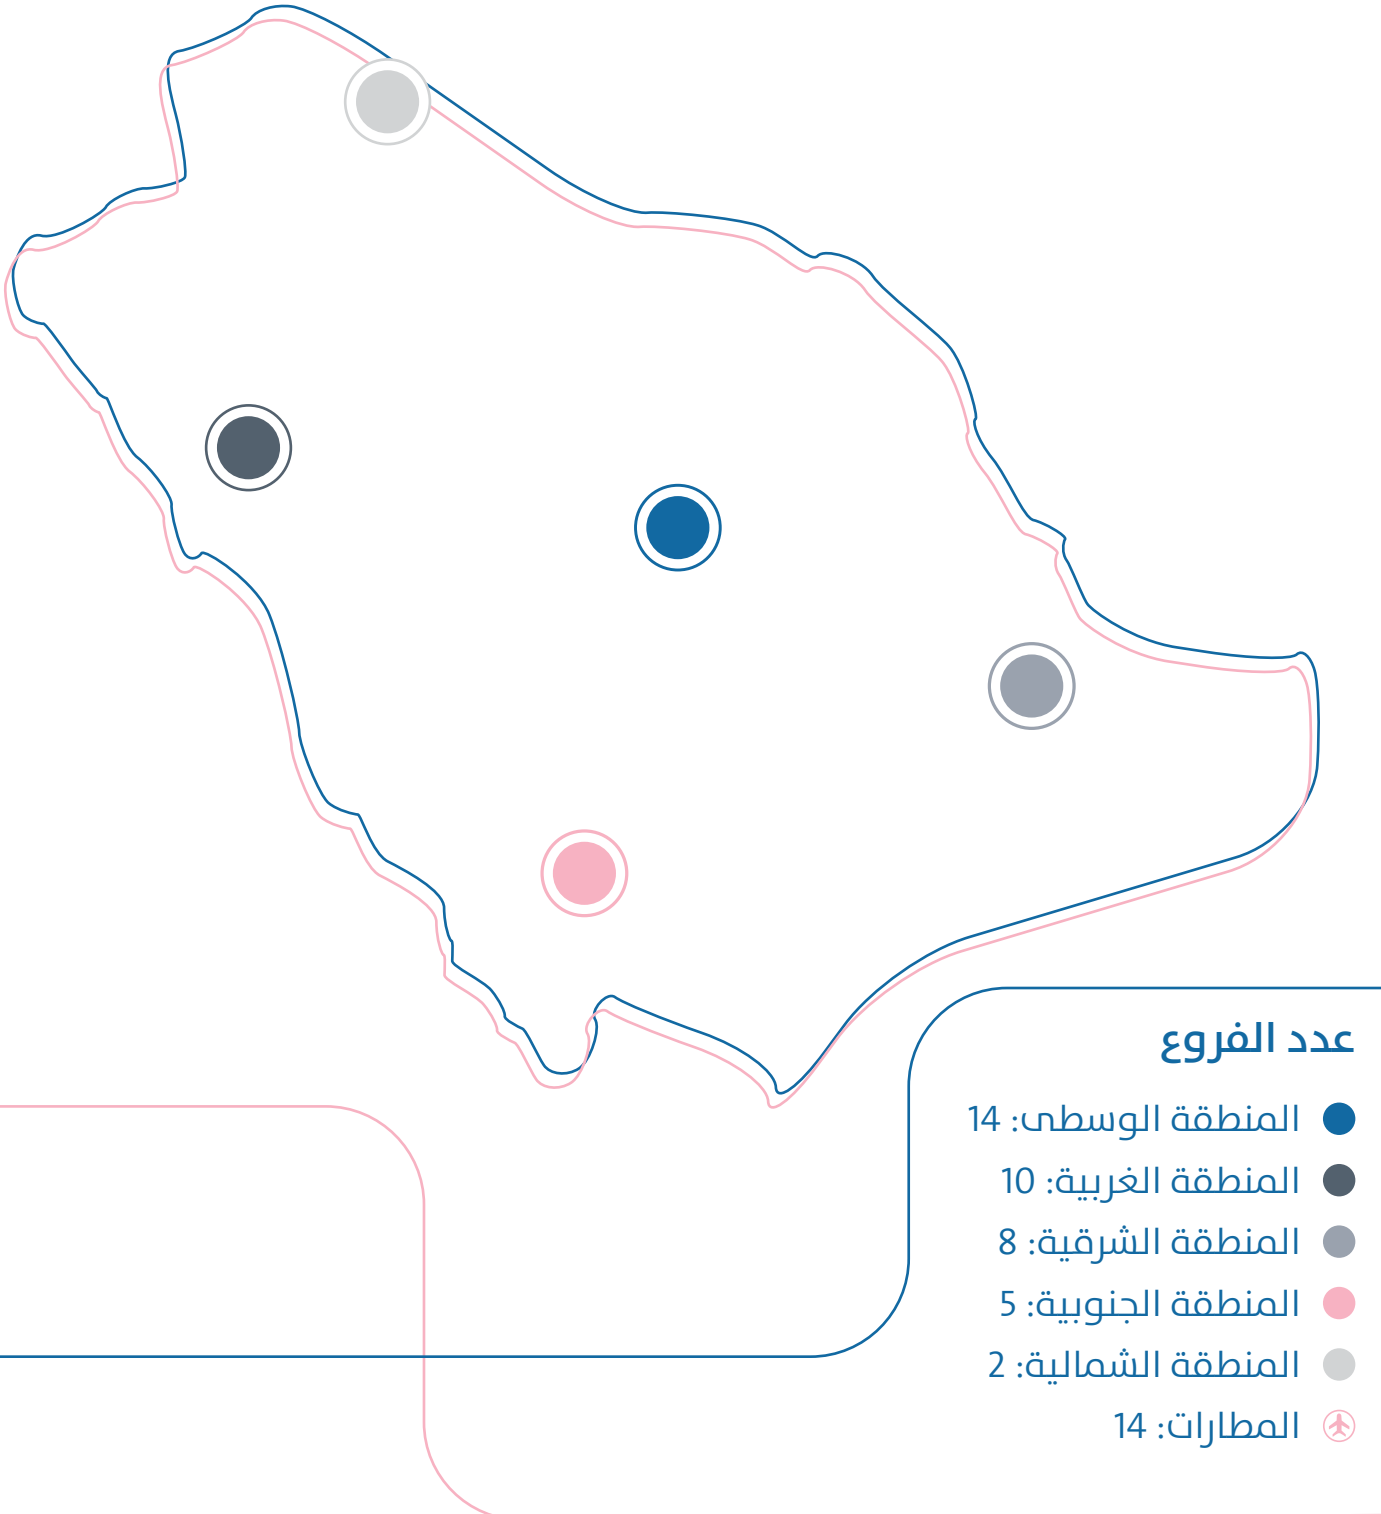 عدد الفروع
المنطقة الوسطى: 14
المنطقة الغربية: 10
المنطقة الشرقية: 8
المنطقة الجنوبية: 5
المنطقة الشمالية: 2
المطارات: 14